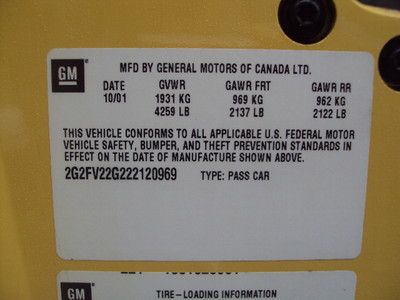 GM MFD BY GENERAL MOTORS OF CANADA LTD.
DATE GVWR GAWR FRT GAWR RR
10/01 1931 KG 969 KG 962 KG
4259 LB 2137 LB 2122 LB
THIS VEHICLE CONFORMS TO ALL APPLICABLE U.S. FEDERAL MOTOR
VEHICLE SAFETY, BUMPER, AND THEFT PREVENTION STANDARDS IN
EFFECT ON THE DATE OF MANUFACTURE SHOWN ABOVE.
2G2FV22G222120969 TYPE: PASS CAR
GM TIRE-LOADING INFORMATION